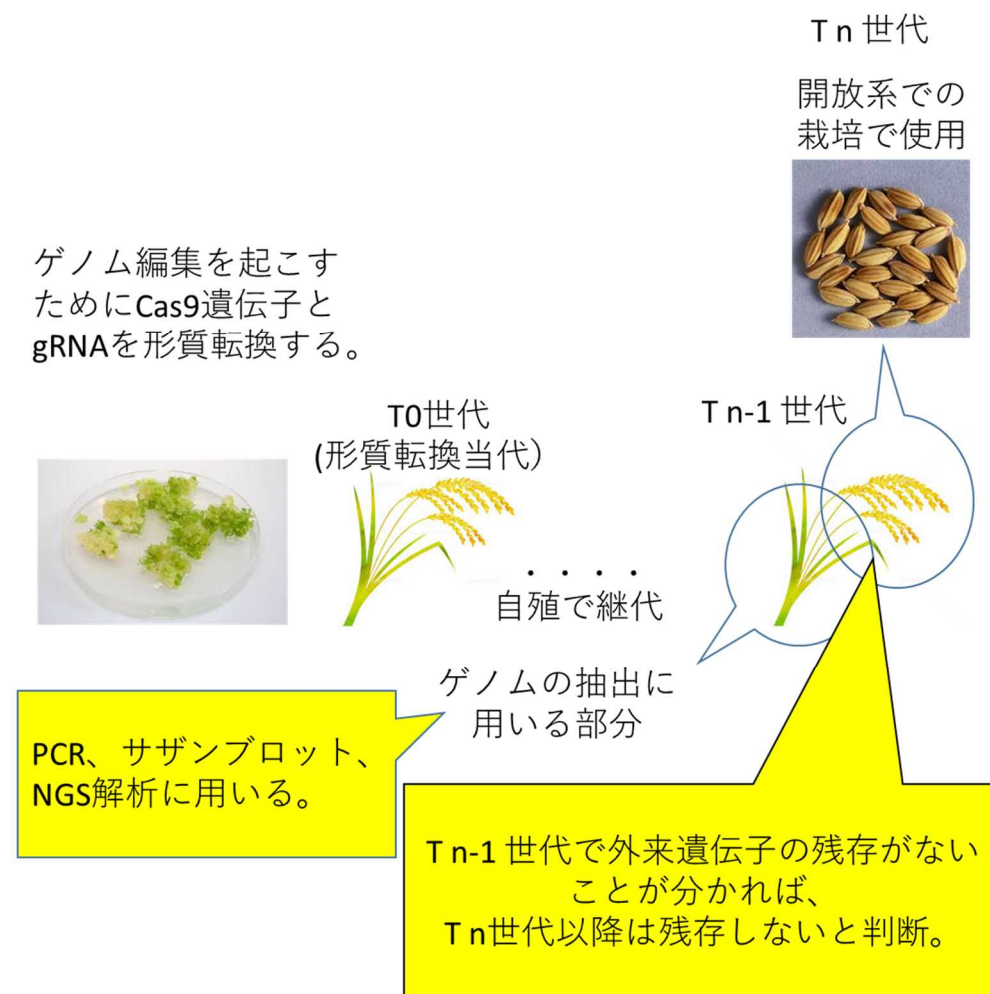 Tn世代
開放系での
栽培で使用
ゲノム編集を起こす
ためにCas9遺伝子と
gRNAを形質転換する。
T0世代
(形質転換当代）
Tn-1世代
・・・・
自殖で継代
ゲノムの抽出に
用いる部分
PCR、サザンブロット、
NGS解析に用いる。
Tn-1世代で外来遺伝子の残存がない
ことが分かれば、
Tn世代以降は残存しないと判断。